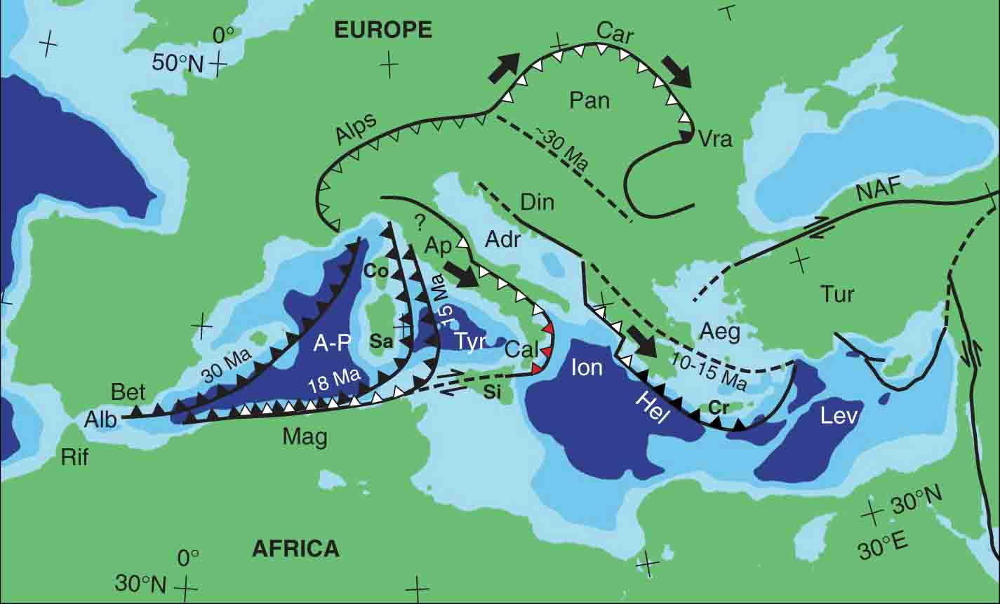 EUROPE
0°
50°N
Car
Pan
Alps
Vra
~30 Ma
NAF
Din
?
Ap
Adr
Co
15 Ma
Tur
Aeg
A-P
Sa
Tyr
Cal
Ion
10-15 Ma
30 Ma
18 Ma
Bet
Si
Hel
Cr
Lev
Alb
Mag
Rif
30°N
30°E
AFRICA
0°
30°N